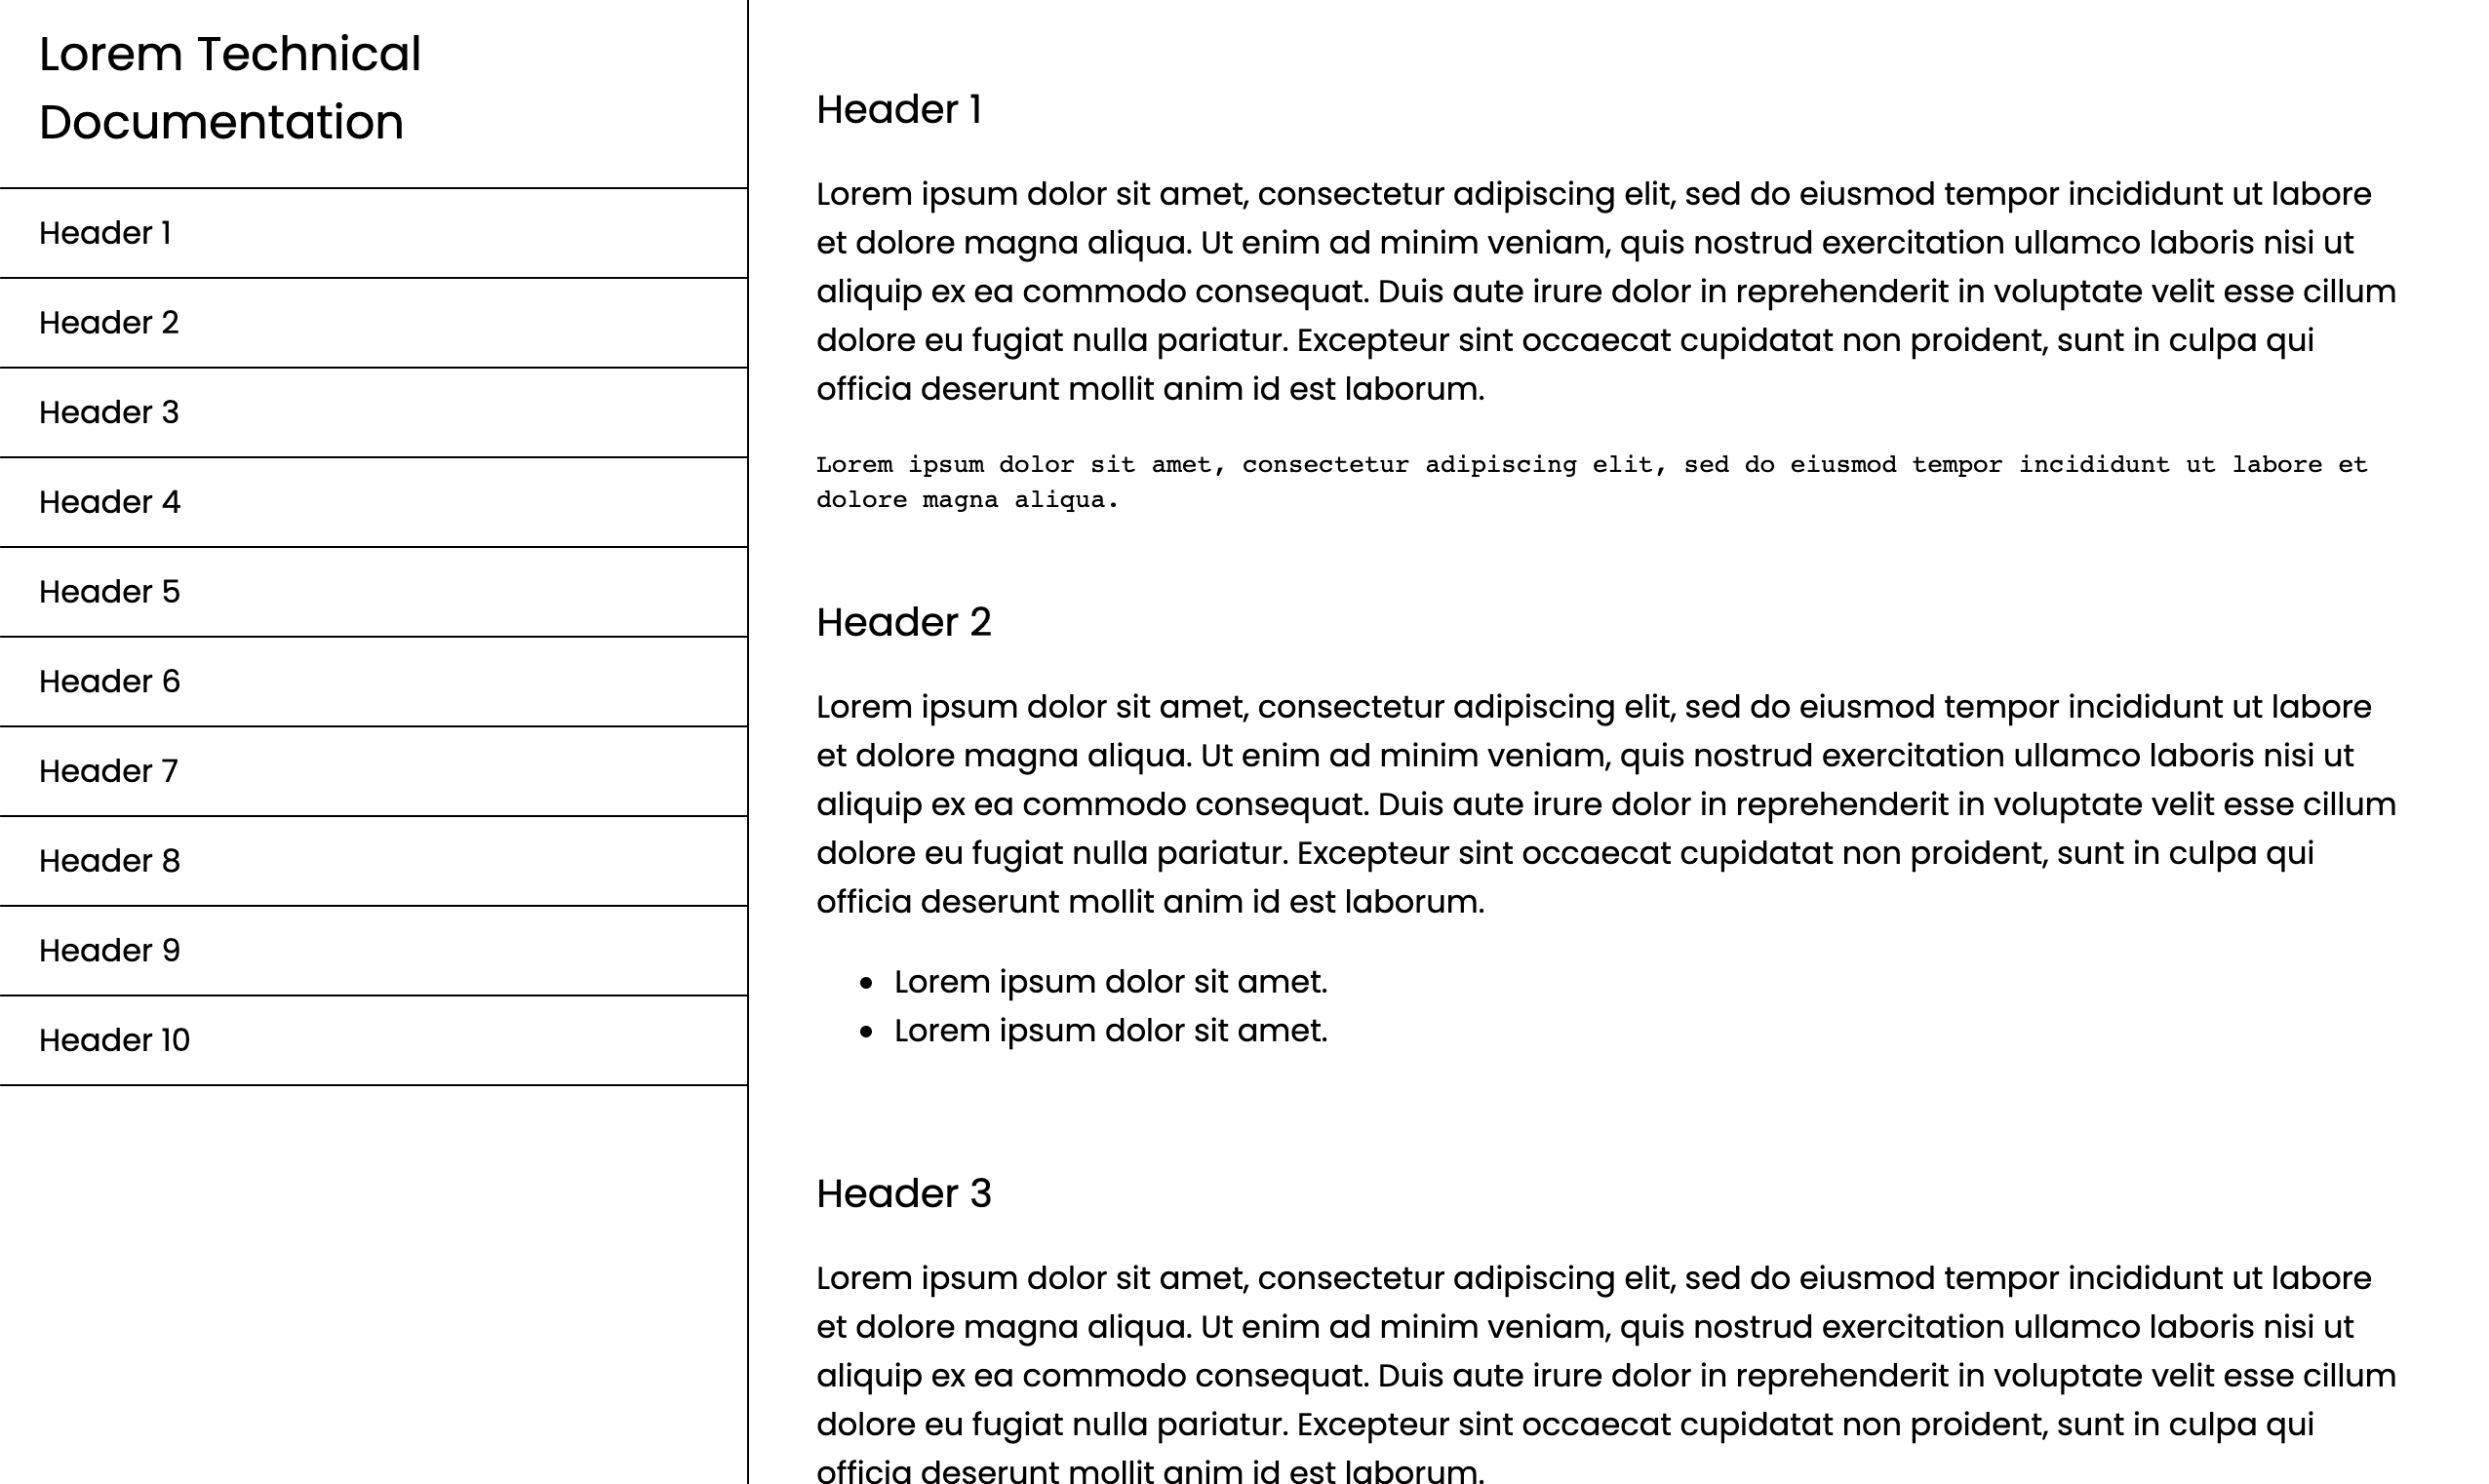 Lorem Technical
Documentation
Header 1
Header 2
Header 3
Header 4
Header 5
Header 6
Header 7
Header 8
Header 9
Header 10
Header 1
Lorem ipsum dolor sit amet, consectetur adipiscing elit, sed do eiusmod tempor incididunt ut labore
et dolore magna aliqua. Ut enim ad minim veniam, quis nostrud exercitation ullamco laboris nisi ut
aliquip ex ea commodo consequat. Duis aute irure dolor in reprehenderit in voluptate velit esse cillum
dolore eu fugiat nulla pariatur. Excepteur sint occaecat cupidatat non proident, sunt in culpa qui
officia deserunt mollit anim id est laborum.
Lorem ipsum dolor sit amet, consectetur adipiscing elit, sed do eiusmod tempor incididunt ut labore et
dolore magna aliqua.
Header 2
Lorem ipsum dolor sit amet, consectetur adipiscing elit, sed do eiusmod tempor incididunt ut labore
et dolore magna aliqua. Ut enim ad minim veniam, quis nostrud exercitation ullamco laboris nisi ut
aliquip ex ea commodo consequat. Duis aute irure dolor in reprehenderit in voluptate velit esse cillum
dolore eu fugiat nulla pariatur. Excepteur sint occaecat cupidatat non proident, sunt in culpa qui
officia deserunt mollit anim id est laborum.
• Lorem ipsum dolor sit amet.
• Lorem ipsum dolor sit amet.
Header 3
Lorem ipsum dolor sit amet, consectetur adipiscing elit, sed do eiusmod tempor incididunt ut labore
et dolore magna aliqua. Ut enim ad minim veniam, quis nostrud exercitation ullamco laboris nisi ut
aliquip ex ea commodo consequat. Duis aute irure dolor in reprehenderit in voluptate velit esse cillum
dolore eu fugiat nulla pariatur. Excepteur sint occaecat cupidatat non proident, sunt in culpa qui
officia deserunt mollit anim id est laborum.